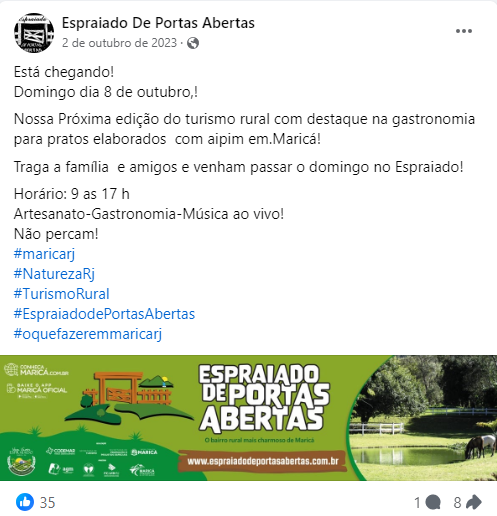 Espraiado De Portas Abertas
2 de outubro de 2023 ·
Está chegando!
Domingo dia 8 de outubro,!
Nossa Próxima edição do turismo rural com destaque na gastronomia
para pratos elaborados com aipim em.Maricá!
Traga a família e amigos e venham passar o domingo no Espraiado!
Horário: 9 as 17 h
Artesanato-Gastronomia-Música ao vivo!
Não percam!
#maricarj
#NaturezaRj
#TurismoRural
#EspraiadodePortasAbertas
#oquefazeremmaricarj
CONHEÇA
MARICA.COM.BR
BAIXE O APP
MARICÁ OFICIAL
ESPRAIADO
DE PORTAS
ABERTAS
O bairro rural mais charmoso de Maricá
www.espraiadodeportasabertas.com.br
CODEMAR
MARICÁ
35
1
8